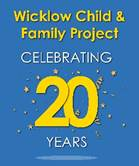 Wicklow Child &
Family Project
CELEBRATING
20
YEARS